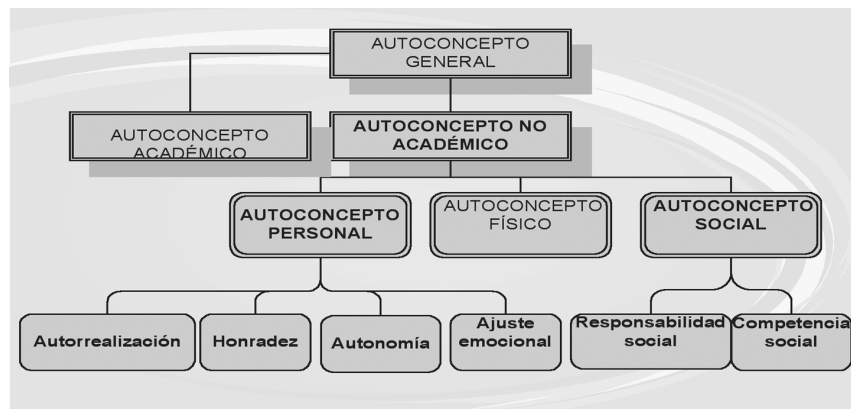 AUTOCONCEPTO
GENERAL
AUTOCONCEPTO
ACADÉMICO
AUTOCONCEPTO NO
ACADÉMICO
AUTOCONCEPTO
PERSONAL
AUTOCONCEPTO
FÍSICO
AUTOCONCEPTO
SOCIAL
Autorrealización
Honradez
Autonomía
Ajuste
emocional
Responsabilidad
social
Competencia
social